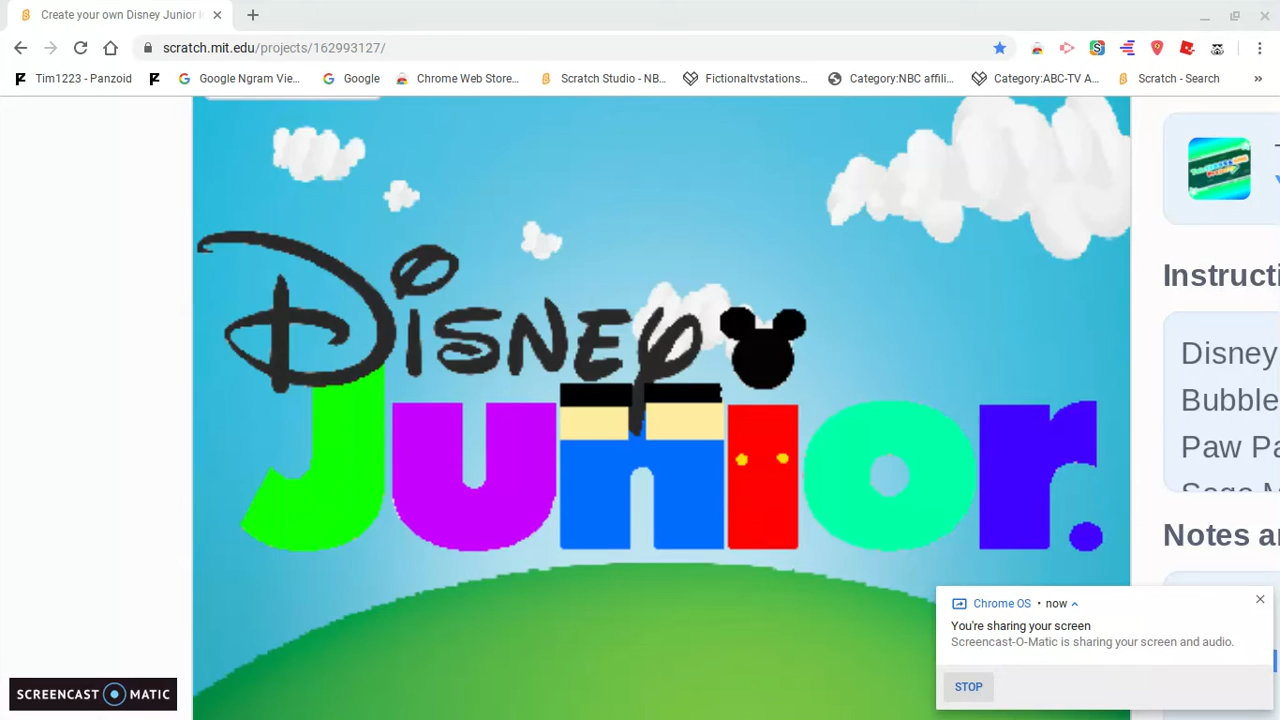 Create your own Disney Junior l
scratch.mit.edu/projects/162993127/
Tim1223 - Panzoid
Google Ngram Vie...
Google
Chrome Web Store...
Scratch Studio - NB...
Fictionaltvstations...
Category:NBC affili...
Category:ABC-TV A...
Scratch - Search
»
Disney
Junior.
Instructi
Disney
Bubble
Paw Pa
Sago M
Notes a
Chrome OS • now
You're sharing your screen
Screencast-O-Matic is sharing your screen and audio.
STOP
SCREENCAST O MATIC